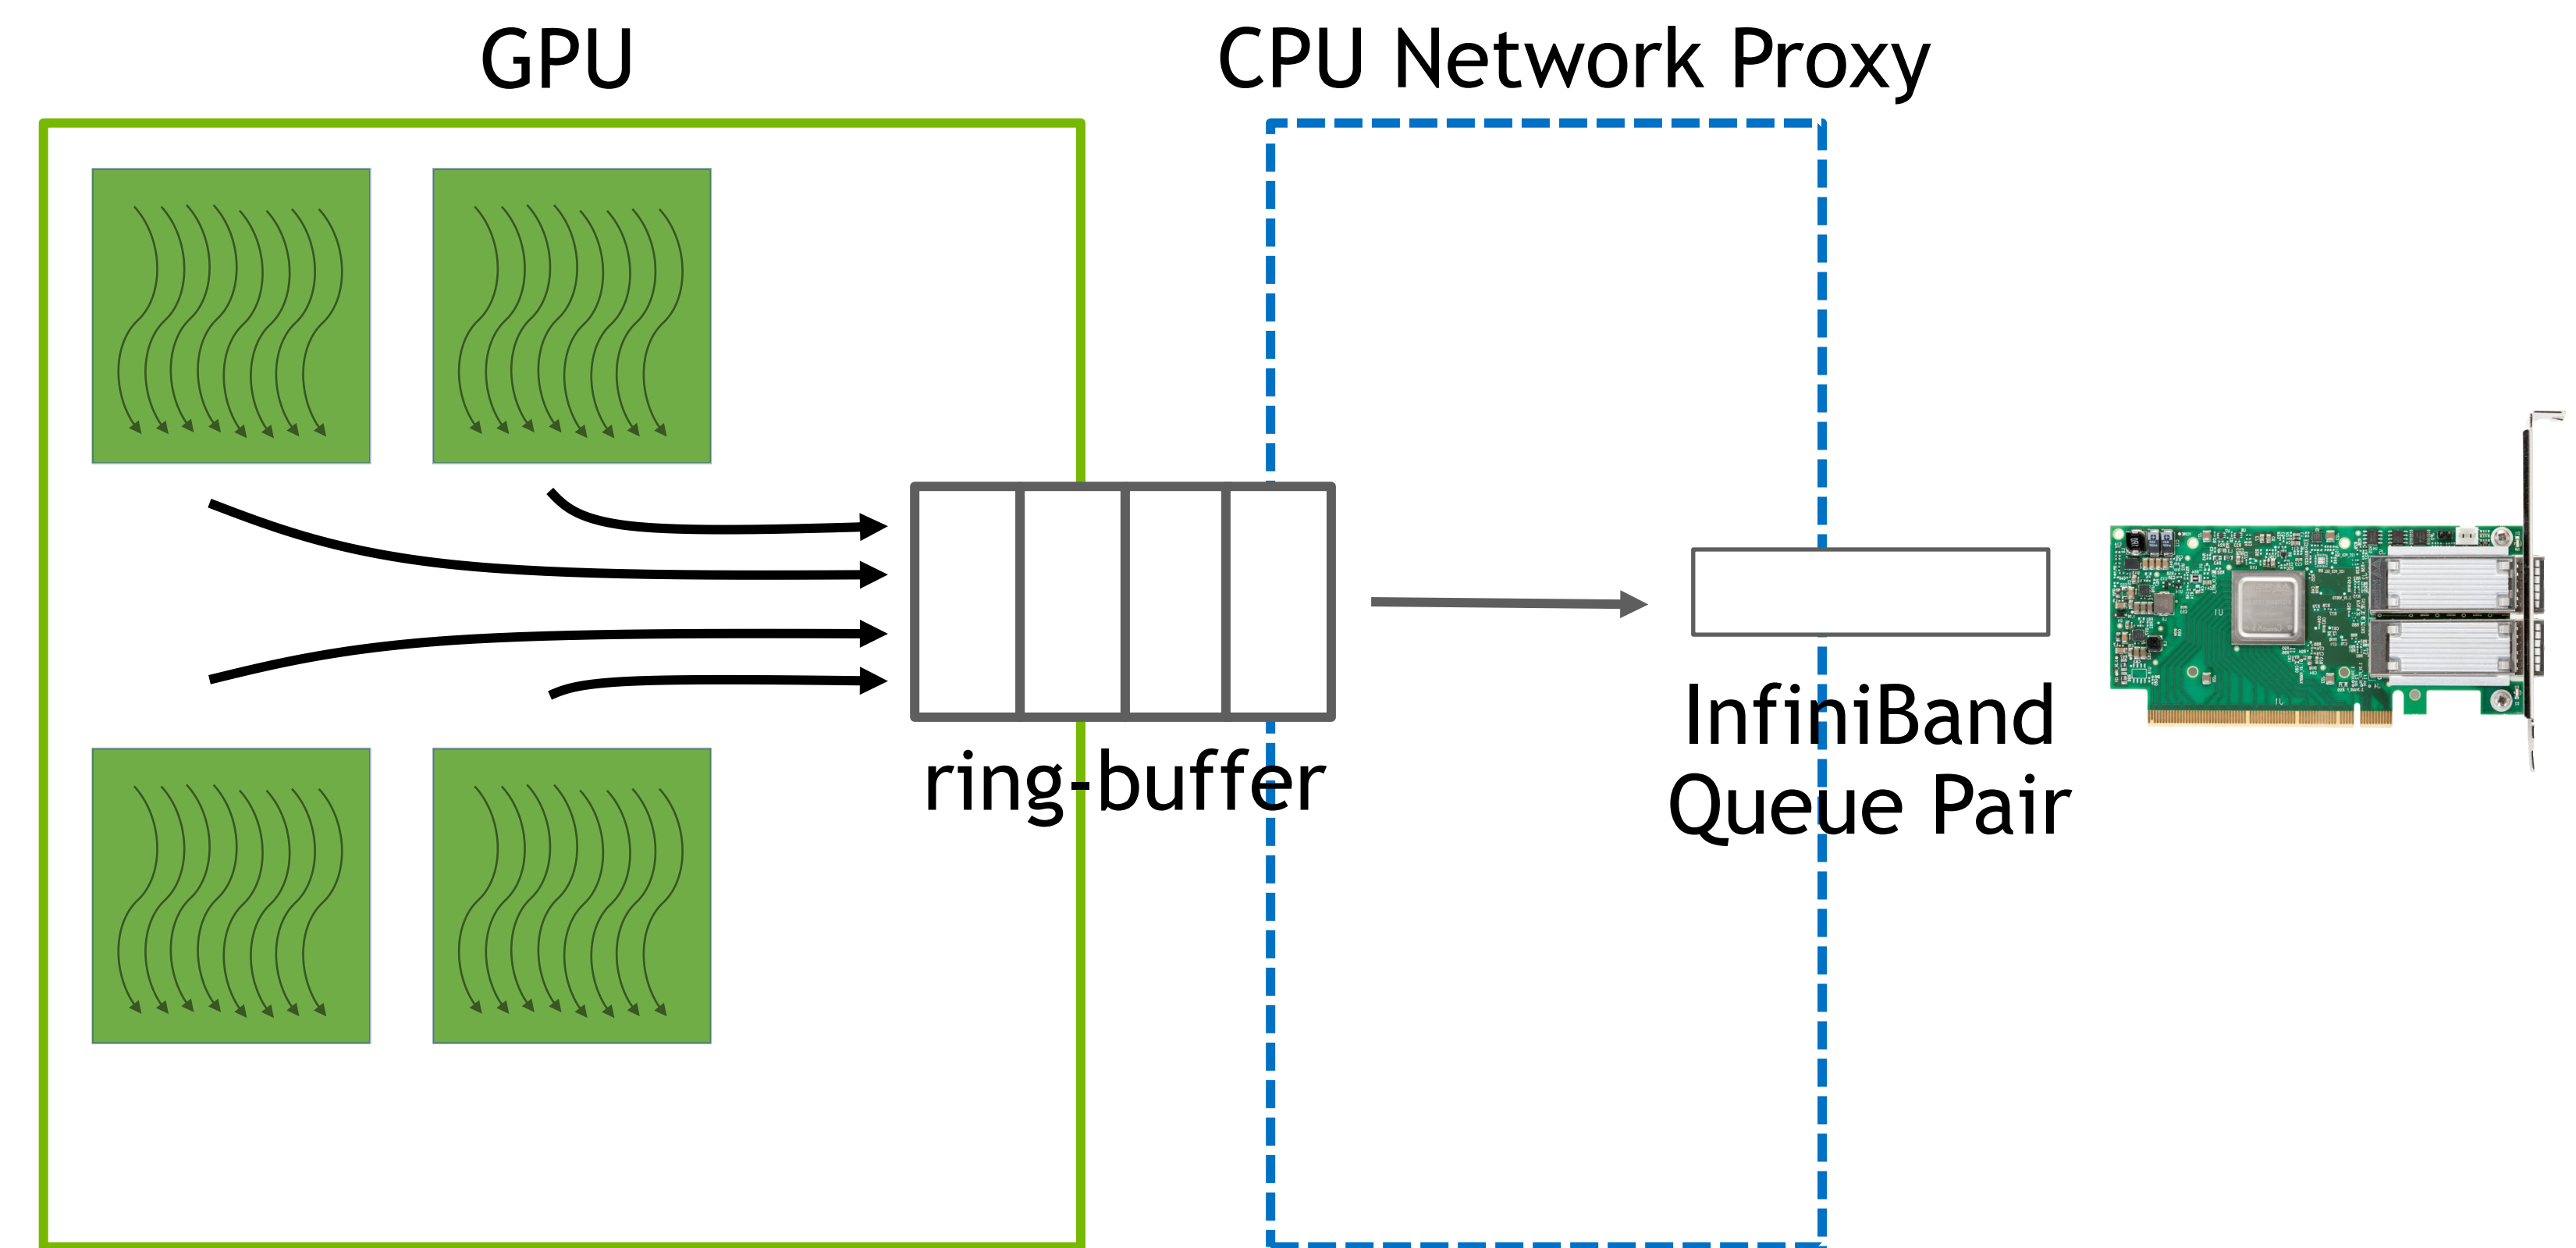 GPU
CPU Network Proxy
ring-buffer
InfiniBand
Queue Pair